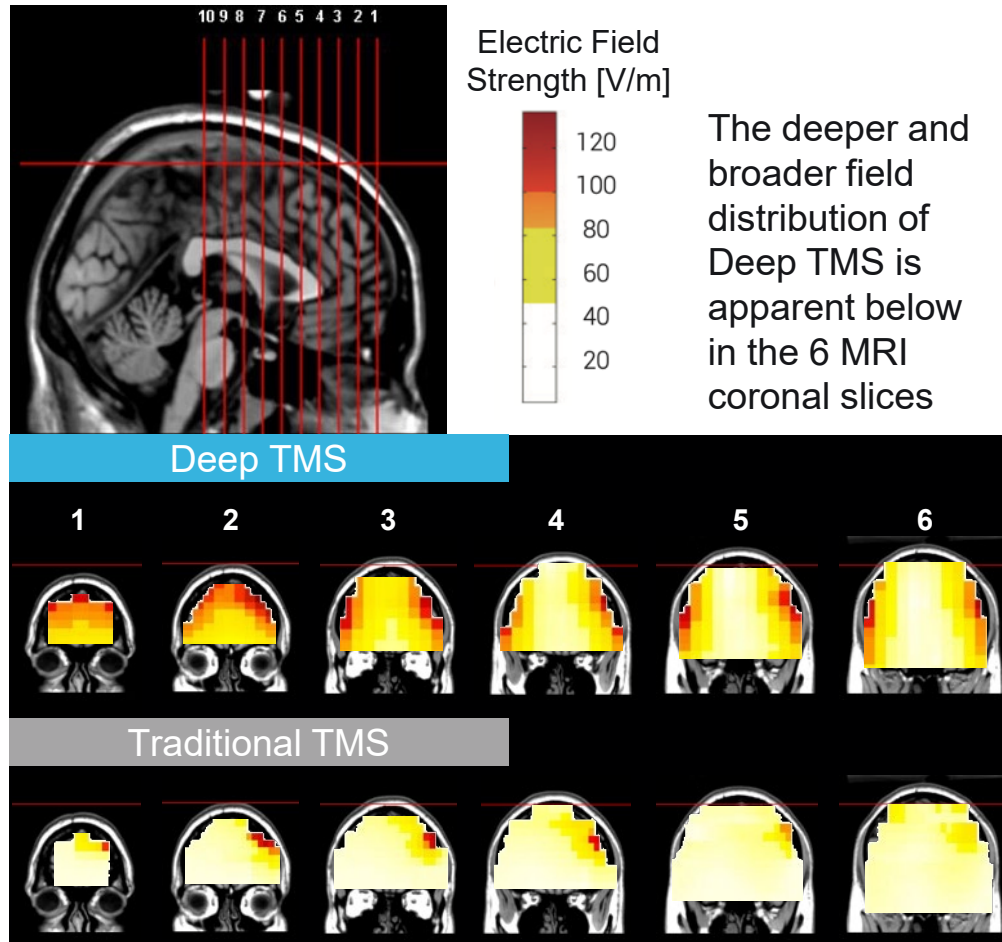 10 9 8 7 6 5 4 3 2 1
Electric Field
Strength [V/m]
120
100
80
60
40
20
The deeper and
broader field
distribution of
Deep TMS is
apparent below
in the 6 MRI
coronal slices
Deep TMS
1 2 3 4 5 6
Traditional TMS